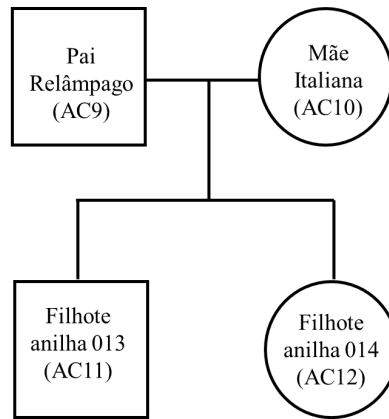 Pai
Relâmpago
(AC9)
Mãe
Italiana
(AC10)
Filhote
anilha 013
(AC11)
Filhote
anilha 014
(AC12)